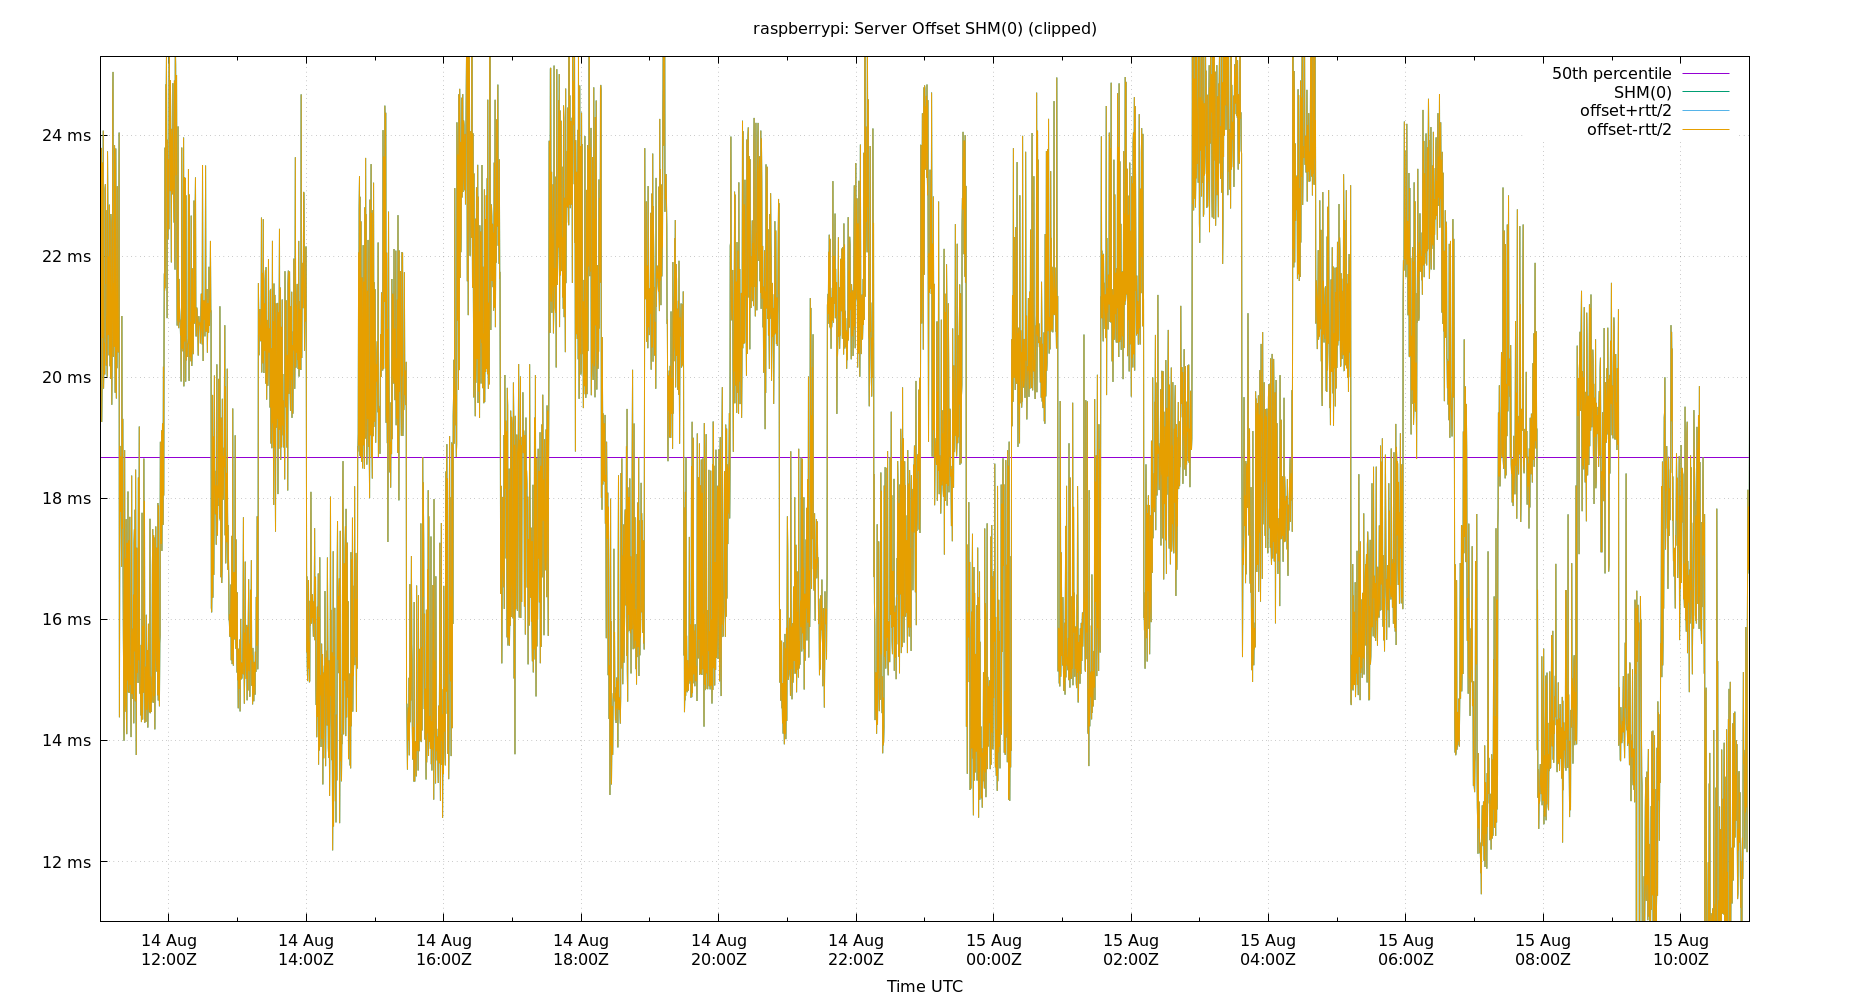 raspberrypi: Server Offset SHM(0) (clipped)
50th percentile
SHM(0)
offset+rtt/2
offset-rtt/2
24 ms
22 ms
20 ms
18 ms
16 ms
14 ms
12 ms
14 Aug 14 Aug 14 Aug 14 Aug 14 Aug 14 Aug 15 Aug 15 Aug 15 Aug 15 Aug 15 Aug 15 Aug
12:00Z 14:00Z 16:00Z 18:00Z 20:00Z 22:00Z 00:00Z 02:00Z 04:00Z 06:00Z 08:00Z 10:00Z
Time UTC